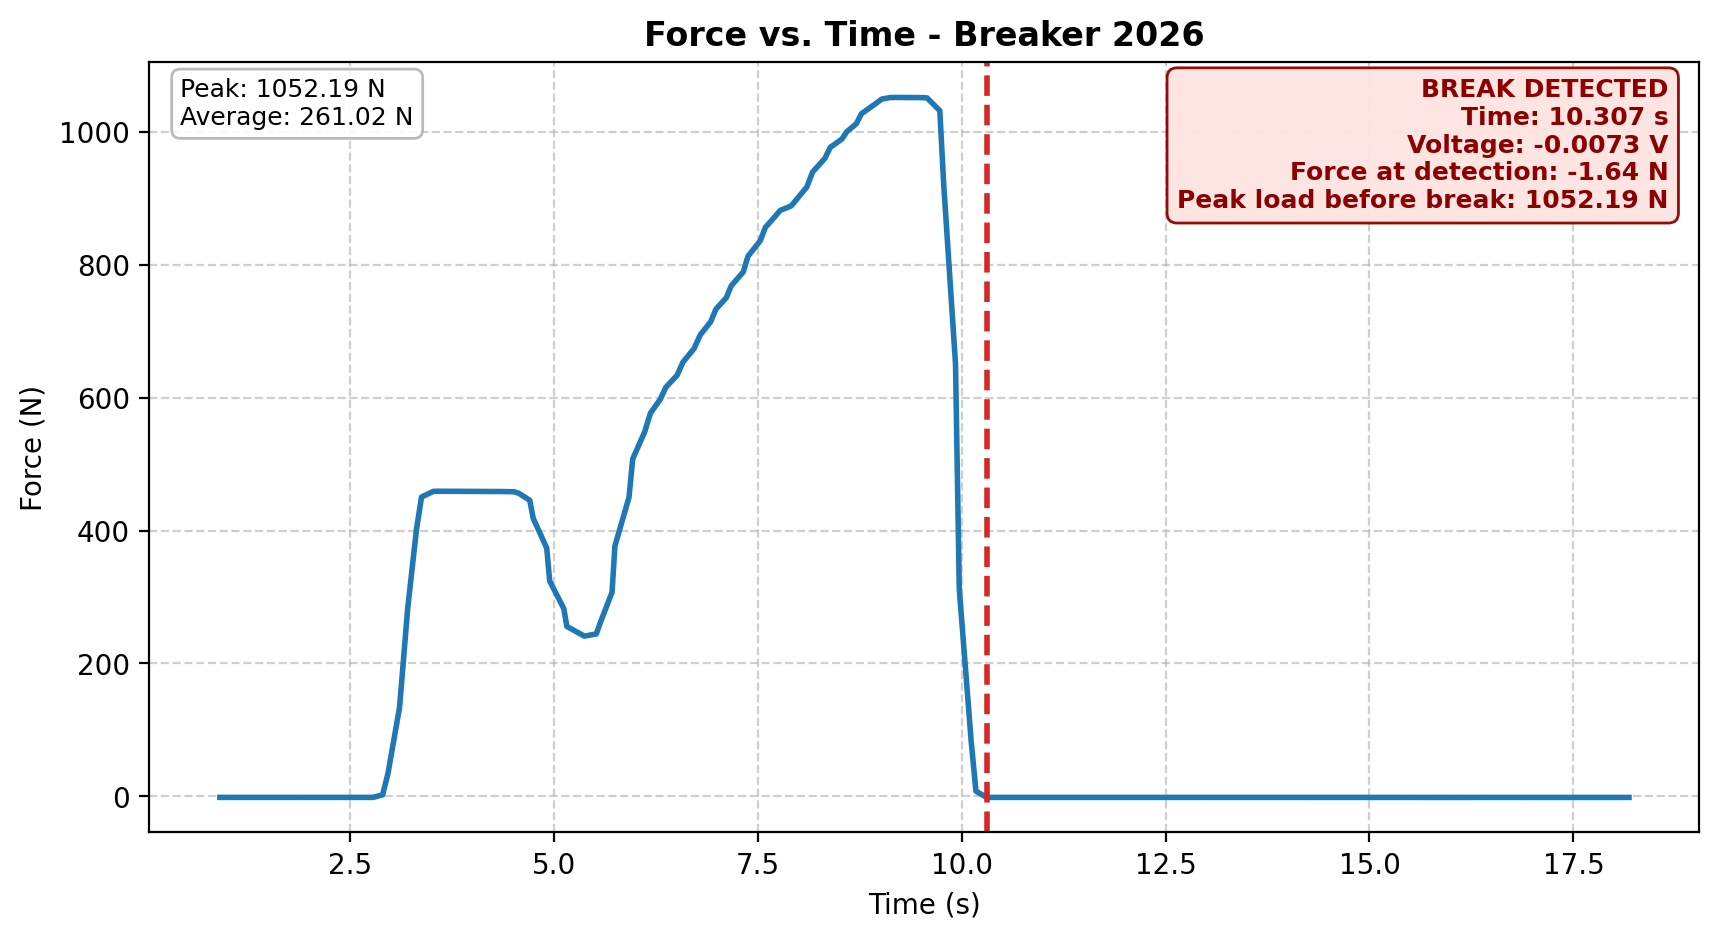 Force vs. Time - Breaker 2026
Peak: 1052.19 N
Average: 261.02 N
BREAK DETECTED
Time: 10.307 s
Voltage: -0.0073 V
Force at detection: -1.64 N
Peak load before break: 1052.19 N
Force (N)
1000
800
600
400
200
0
2.5 5.0 7.5 10.0 12.5 15.0 17.5
Time (s)